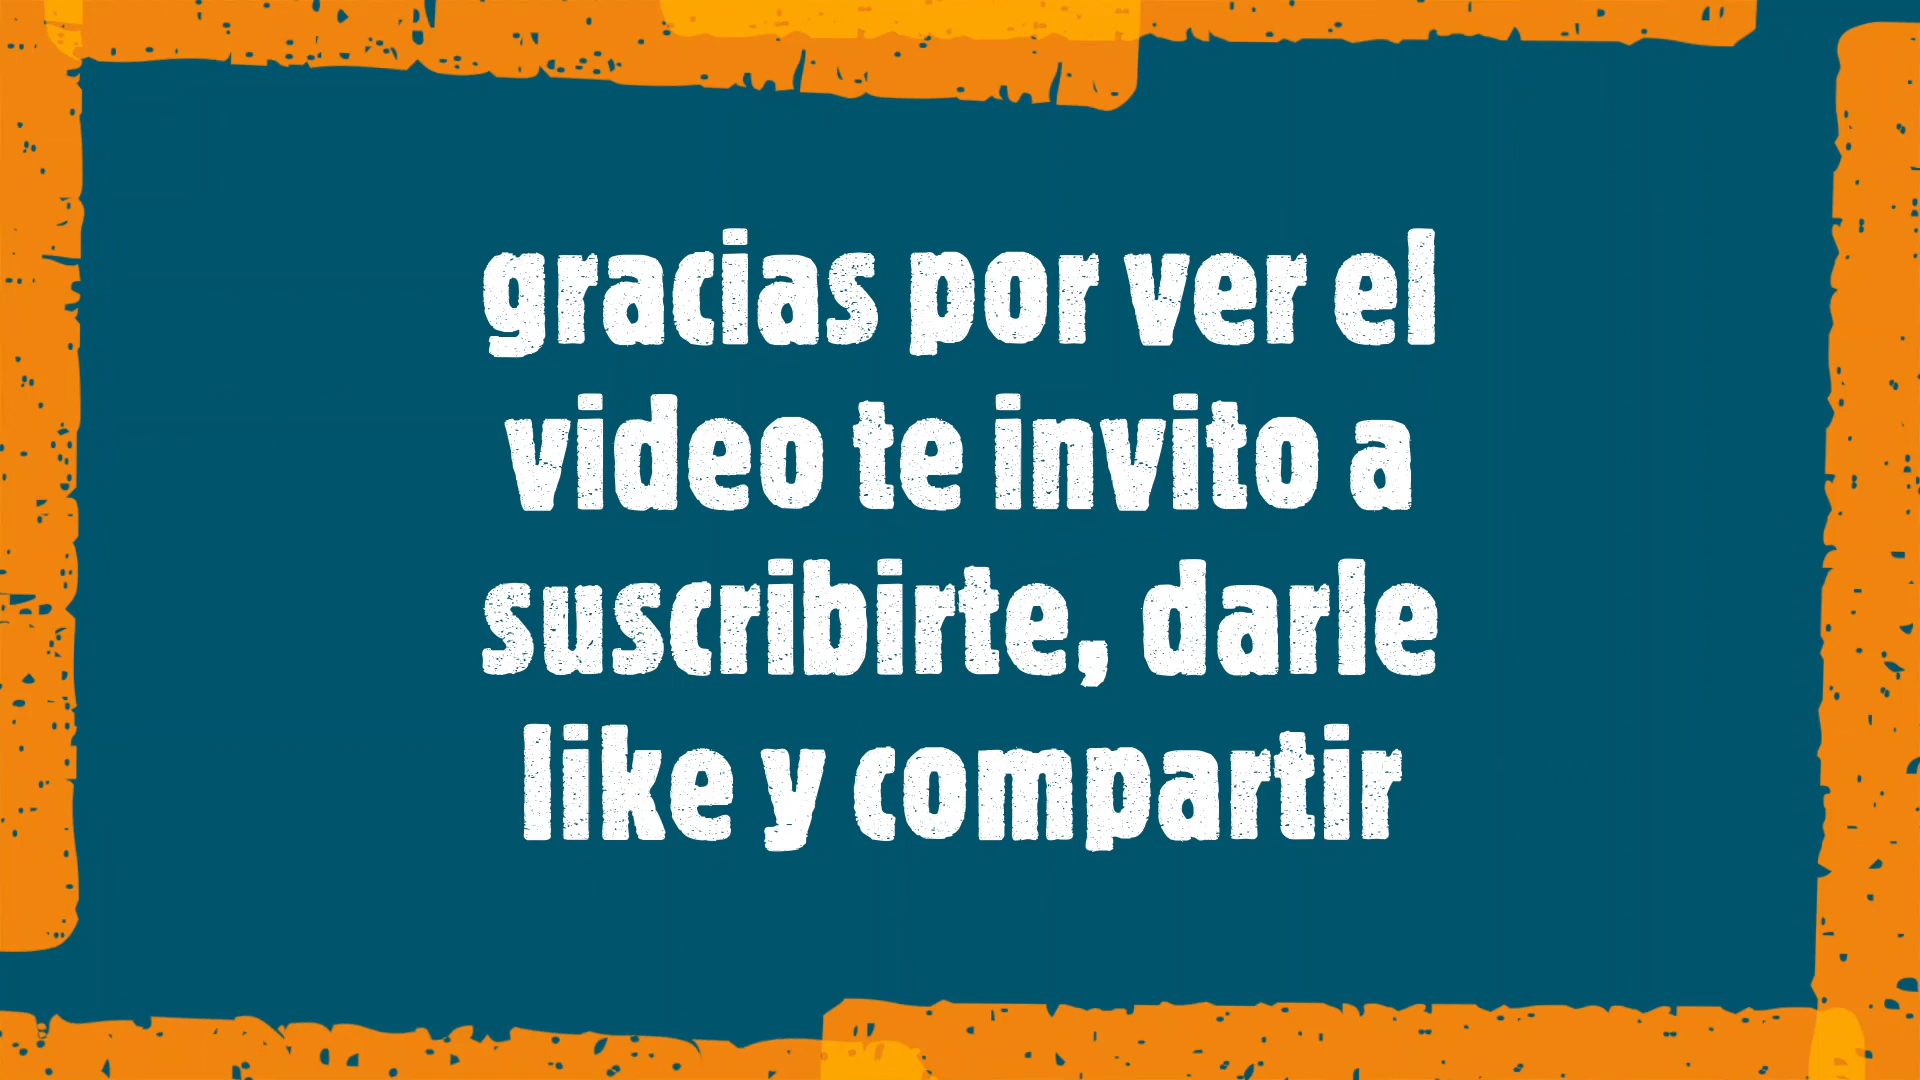 gracias por ver el
video te invito a
suscribirte, darle
like y compartir